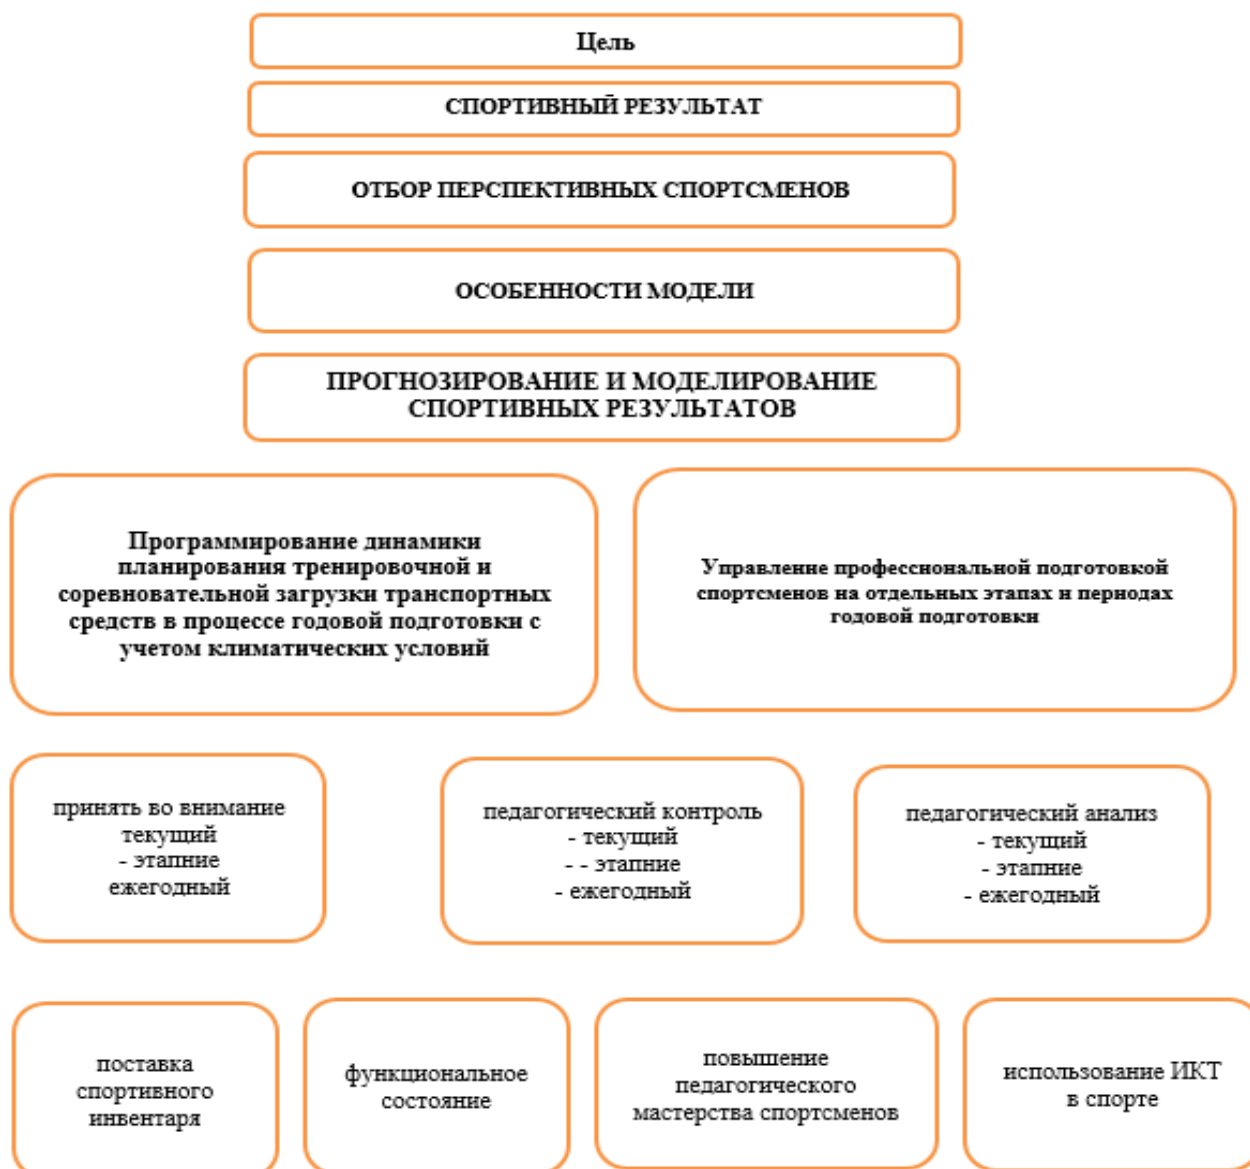 Цель
СПОРТИВНЫЙ РЕЗУЛЬТАТ
ОТБОР ПЕРСПЕКТИВНЫХ СПОРТСМЕНОВ
ОСОБЕННОСТИ МОДЕЛИ
ПРОГНОЗИРОВАНИЕ И МОДЕЛИРОВАНИЕ
СПОРТИВНЫХ РЕЗУЛЬТАТОВ
Программирование динамики
планирования тренировочной и
соревновательной загрузки транспортных
средств в процессе годовой подготовки с
учетом климатических условий
Управление профессиональной подготовкой
спортсменов на отдельных этапах и периодах
годовой подготовки
принять во внимание
текущий
- этапние
ежегодный
педагогический контроль
- текущий
- - этапние
- ежегодный
педагогический анализ
- текущий
- этапние
- ежегодный
поставка
спортивного
инвентаря
функциональное
состояние
повышение
педагогического
мастерства спортсменов
использование ИКТ
в спорте